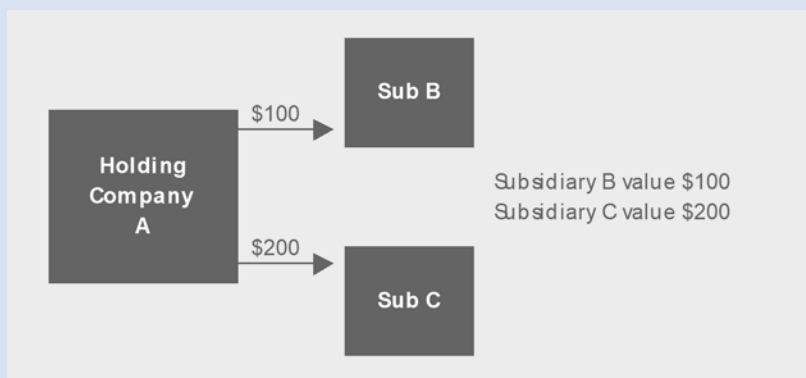 Sub B
$100
Holding
Company
A
Subsidiary B value $100
Subsidiary C value $200
$200
Sub C